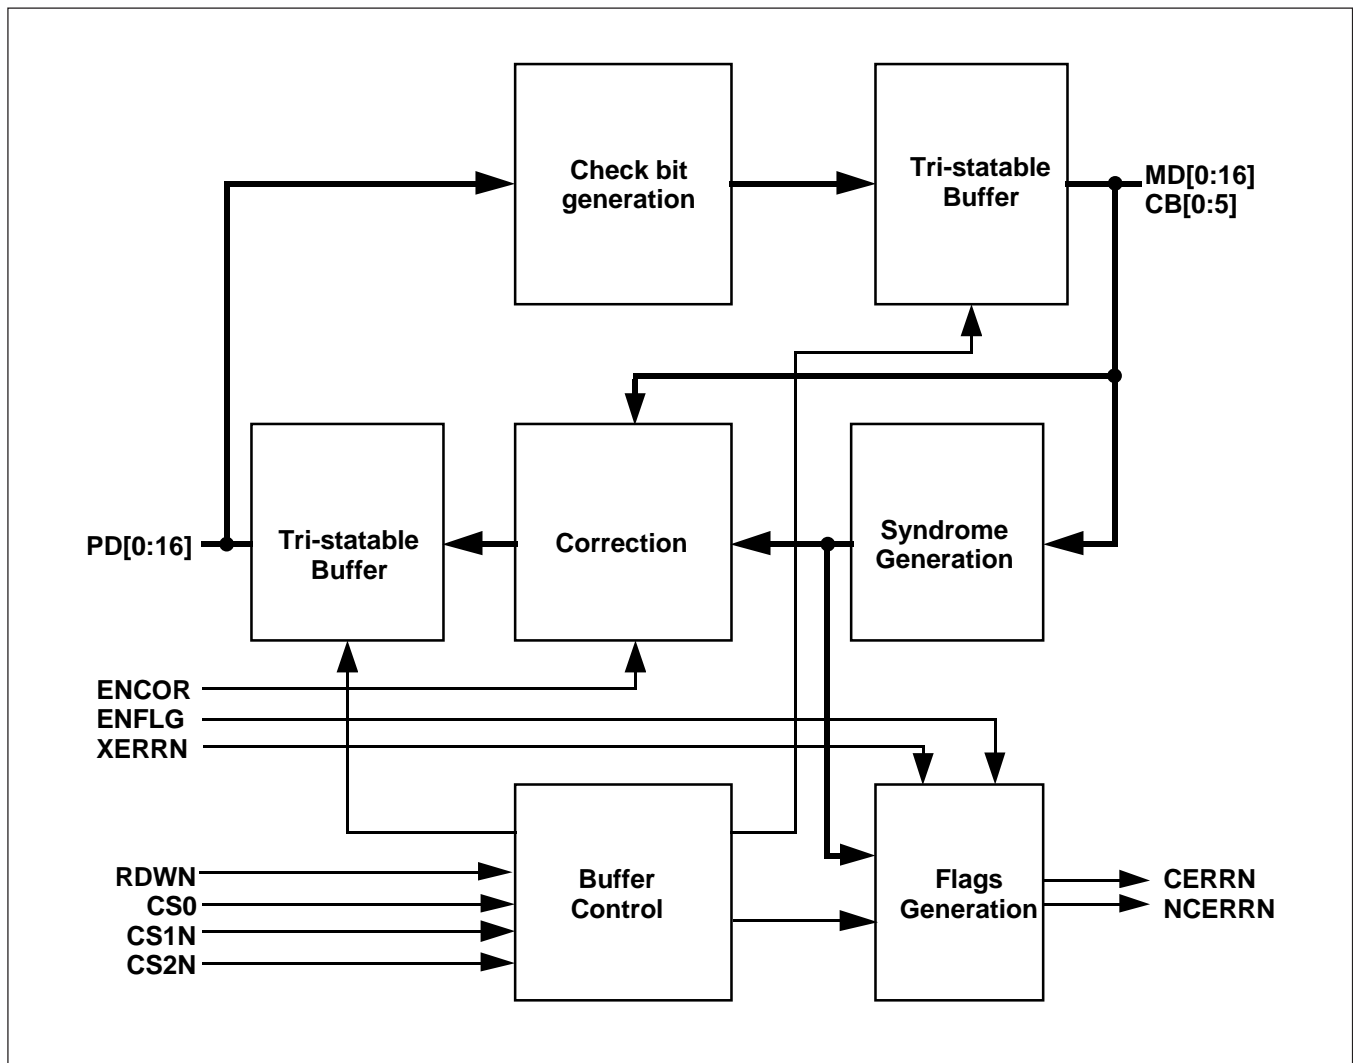 Check bit
generation
Tri-statable
Buffer
MD[0:16]
CB[0:5]
PD[0:16]
Tri-statable
Buffer
Correction
Syndrome
Generation
ENCOR
ENFLG
XERRN
RDWN
CS0
CS1N
CS2N
Buffer
Control
Flags
Generation
CERRN
NCERRN